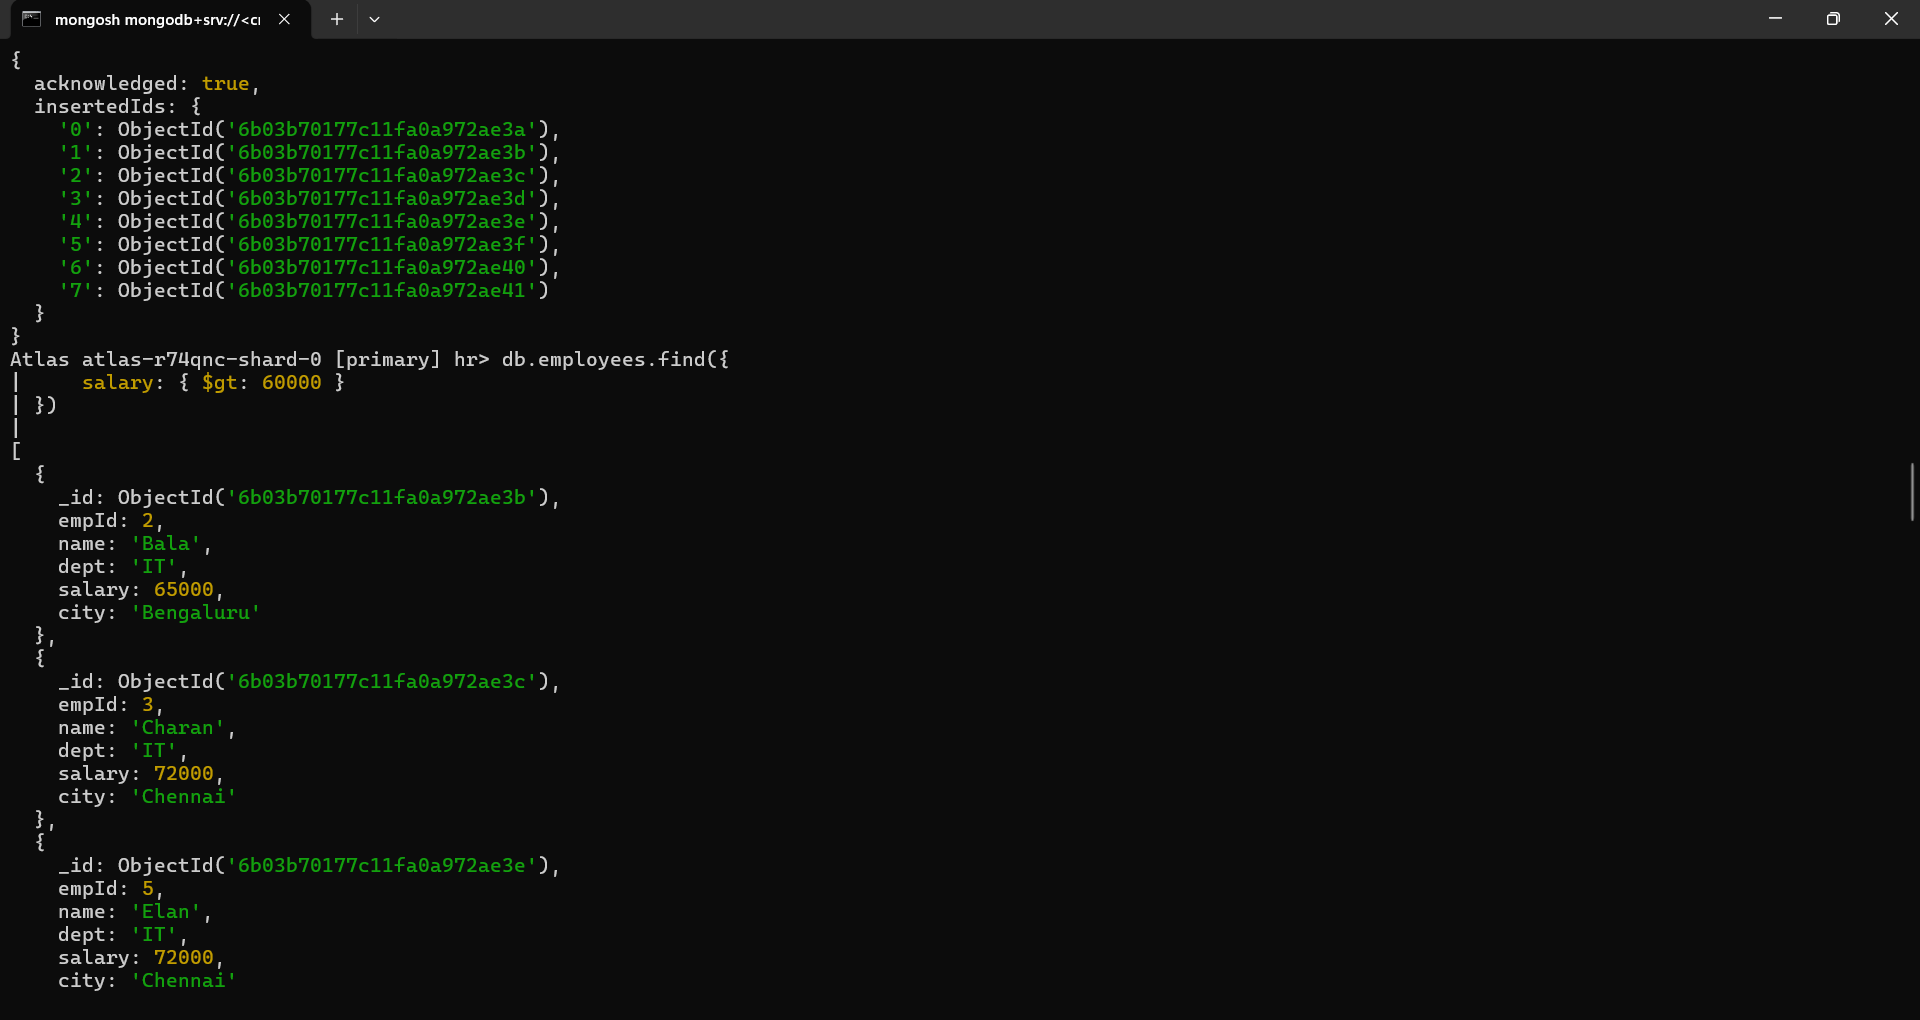 mongosh mongodb+srv://<cr
{
  acknowledged: true,
  insertedIds: {
    '0': ObjectId('6b03b70177c11fa0a972ae3a'),
    '1': ObjectId('6b03b70177c11fa0a972ae3b'),
    '2': ObjectId('6b03b70177c11fa0a972ae3c'),
    '3': ObjectId('6b03b70177c11fa0a972ae3d'),
    '4': ObjectId('6b03b70177c11fa0a972ae3e'),
    '5': ObjectId('6b03b70177c11fa0a972ae3f'),
    '6': ObjectId('6b03b70177c11fa0a972ae40'),
    '7': ObjectId('6b03b70177c11fa0a972ae41')
  }
}
Atlas atlas-r74qnc-shard-0 [primary] hr> db.employees.find({
|     salary: { $gt: 60000 }
| })
|
[
  {
    _id: ObjectId('6b03b70177c11fa0a972ae3b'),
    empId: 2,
    name: 'Bala',
    dept: 'IT',
    salary: 65000,
    city: 'Bengaluru'
  },
  {
    _id: ObjectId('6b03b70177c11fa0a972ae3c'),
    empId: 3,
    name: 'Charan',
    dept: 'IT',
    salary: 72000,
    city: 'Chennai'
  },
  {
    _id: ObjectId('6b03b70177c11fa0a972ae3e'),
    empId: 5,
    name: 'Elan',
    dept: 'IT',
    salary: 72000,
    city: 'Chennai'